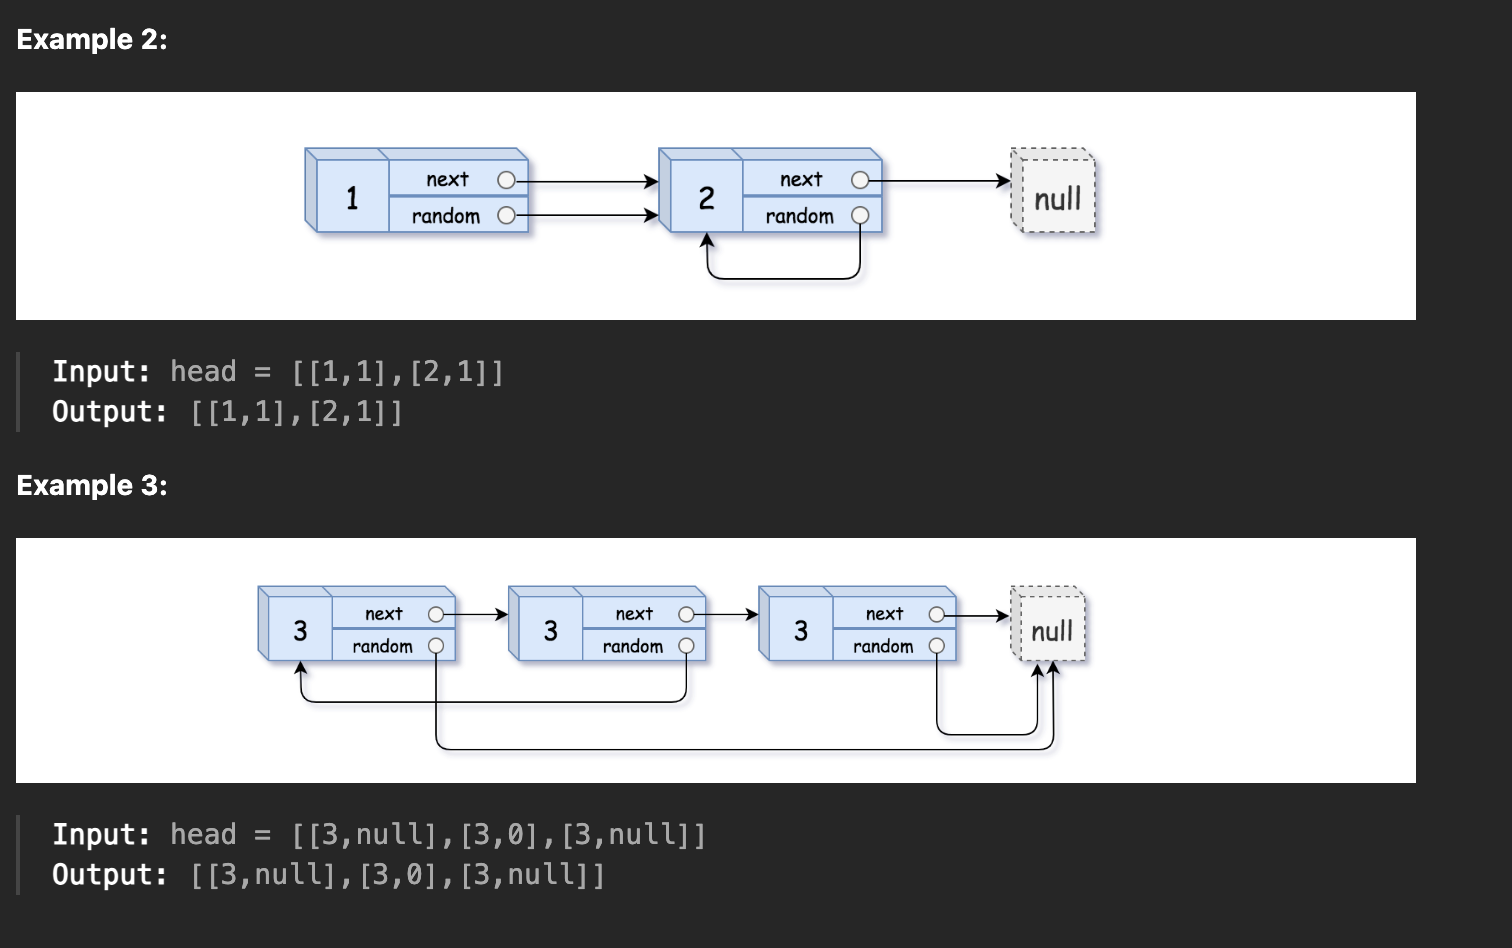 Example 2:
1 next 2 next null
random random
Input: head = [[1,1],[2,1]]
Output: [[1,1],[2,1]]
Example 3:
3 next 3 next 3 next null
random random random
Input: head = [[3,null],[3,0],[3,null]]
Output: [[3,null],[3,0],[3,null]]